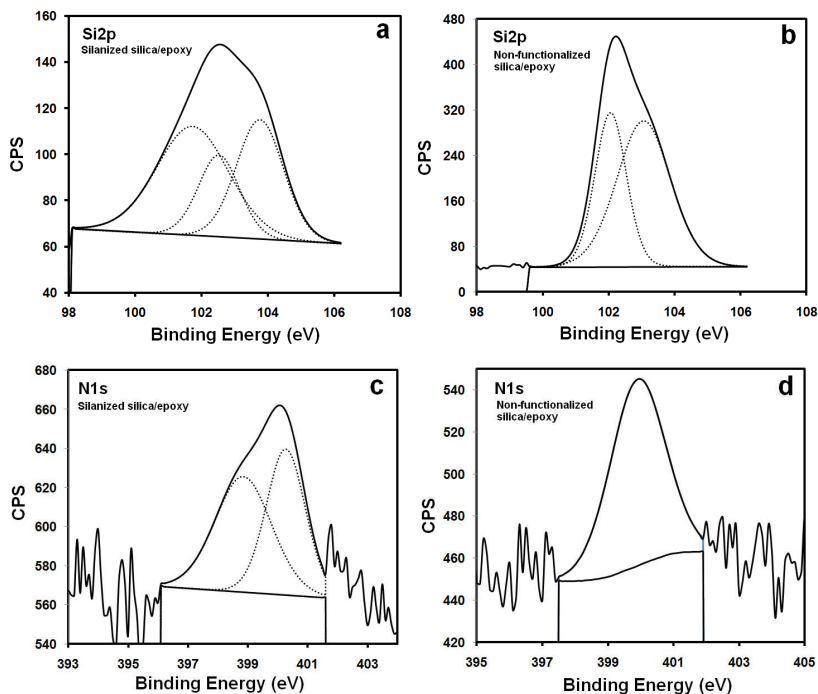 Si2p
Silanized silica/epoxy
a
160
140
120
100
80
60
40
CPS
98
100
102
104
106
108
Binding Energy (eV)
Si2p
Non-functionalized
silica/epoxy
b
480
400
320
240
160
80
0
CPS
98
100
102
104
106
108
Binding Energy (eV)
N1s
Silanized silica/epoxy
c
680
660
640
620
600
580
560
540
CPS
393
395
397
399
401
403
Binding Energy (eV)
N1s
Non-functionalized
silica/epoxy
d
540
520
500
480
460
440
420
CPS
395
397
399
401
403
405
Binding Energy (eV)